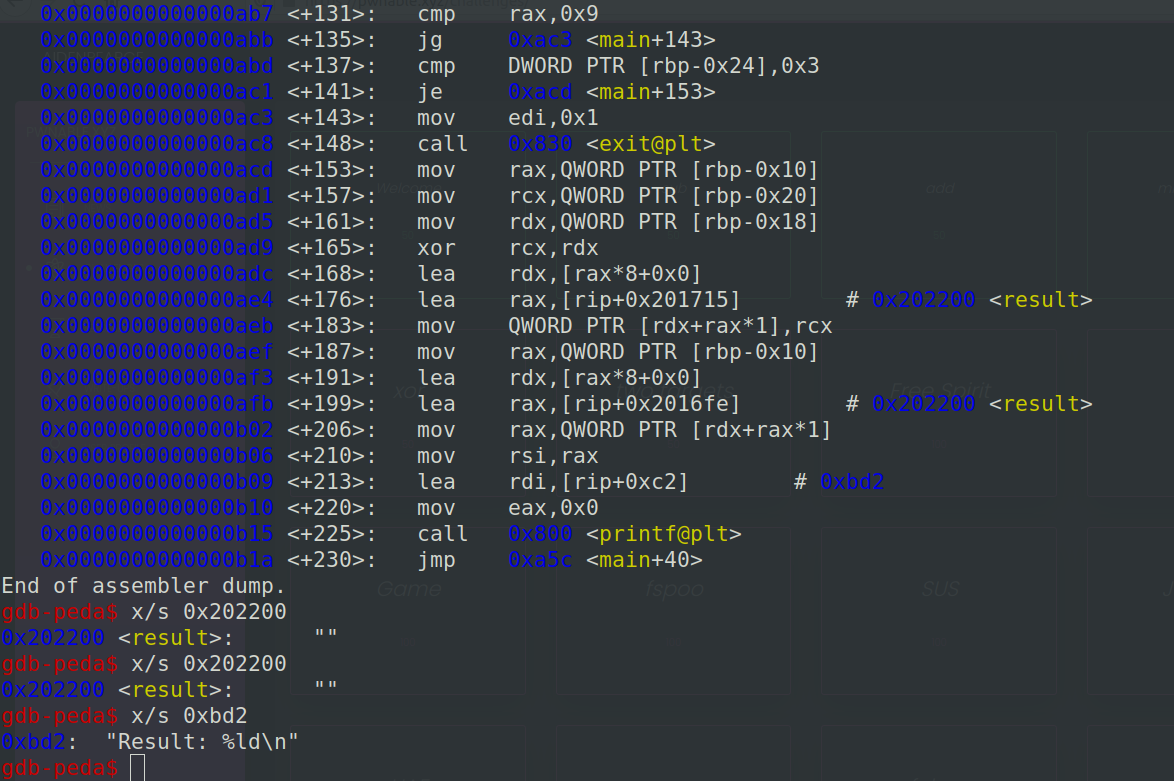 0x0000000000000ab7 <+131>: cmp rax,0x9
0x0000000000000abb <+135>: jg 0xac3 <main+143>
0x0000000000000abd <+137>: cmp DWORD PTR [rbp-0x24],0x3
0x0000000000000ac1 <+141>: je 0xacd <main+153>
0x0000000000000ac3 <+143>: mov edi,0x1
0x0000000000000ac8 <+148>: call 0x830 <exit@plt>
0x0000000000000acd <+153>: mov rax,QWORD PTR [rbp-0x10]
0x0000000000000ad1 <+157>: mov rcx,QWORD PTR [rbp-0x20]
0x0000000000000ad5 <+161>: mov rdx,QWORD PTR [rbp-0x18]
0x0000000000000ad9 <+165>: xor rcx,rdx
0x0000000000000adc <+168>: lea rdx,[rax*8+0x0]
0x0000000000000ae4 <+176>: lea rax,[rip+0x201715] # 0x202200 <result>
0x0000000000000aeb <+183>: mov QWORD PTR [rdx+rax*1],rcx
0x0000000000000aef <+187>: mov rax,QWORD PTR [rbp-0x10]
0x0000000000000af3 <+191>: lea rdx,[rax*8+0x0]
0x0000000000000afb <+199>: lea rax,[rip+0x2016fe] # 0x202200 <result>
0x0000000000000b02 <+206>: mov rax,QWORD PTR [rdx+rax*1]
0x0000000000000b06 <+210>: mov rsi,rax
0x0000000000000b09 <+213>: lea rdi,[rip+0xc2] # 0xbd2
0x0000000000000b10 <+220>: mov eax,0x0
0x0000000000000b15 <+225>: call 0x800 <printf@plt>
0x0000000000000b1a <+230>: jmp 0xa5c <main+40>
End of assembler dump.
gdb-peda$ x/s 0x202200
0x202200 <result>: ""
gdb-peda$ x/s 0x202200
0x202200 <result>: ""
gdb-peda$ x/s 0xbd2
0xbd2: "Result: %ld\n"
gdb-peda$
Free Spirit
Game
fspoo
SUS